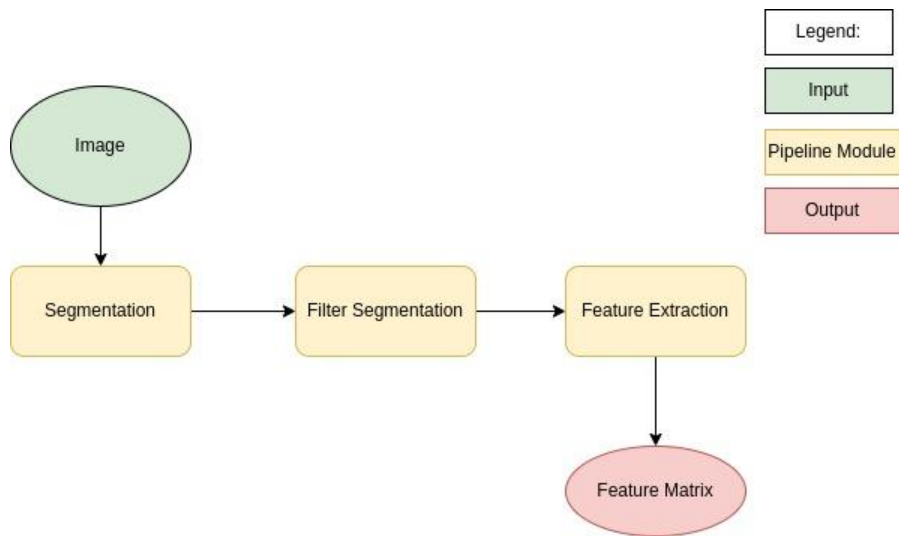 Legend:
Input
Pipeline Module
Output
Image
Segmentation
Filter Segmentation
Feature Extraction
Feature Matrix